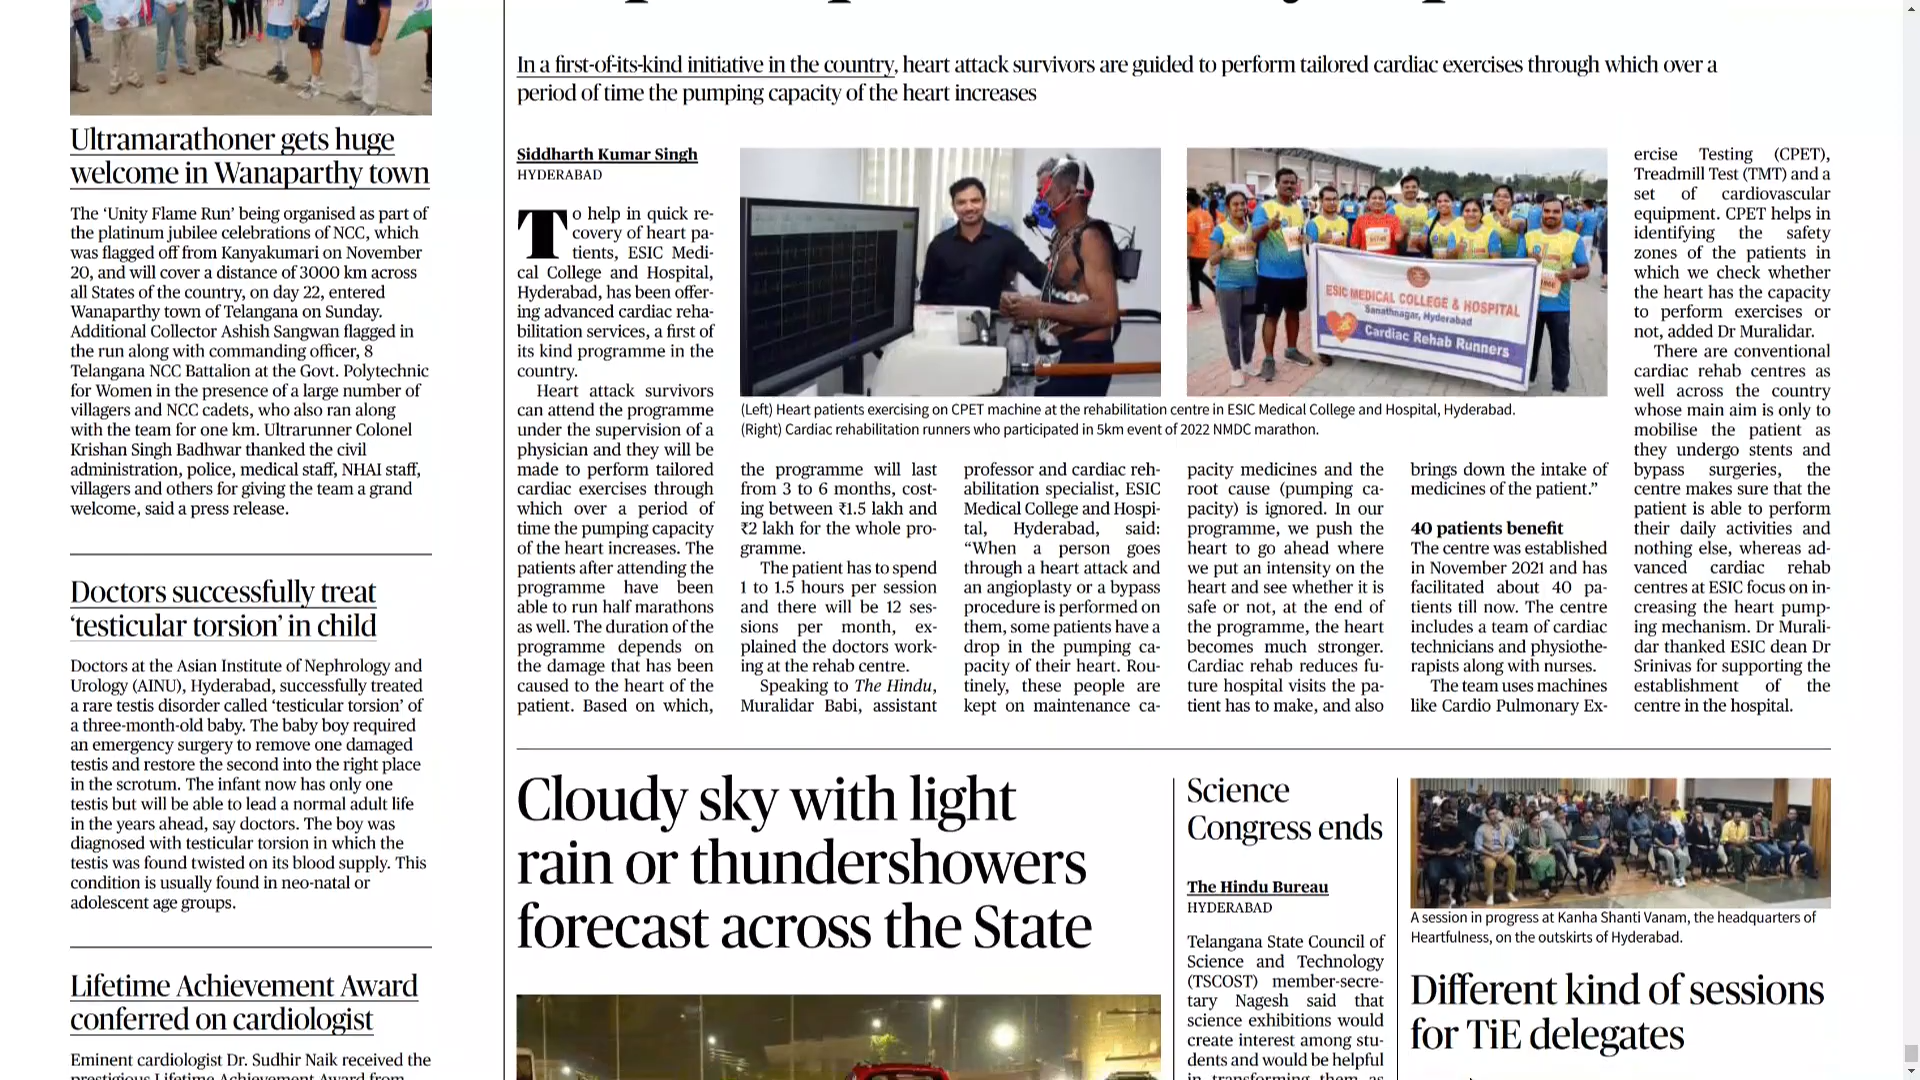 Ultramarathoner gets huge
welcome in Wanaparthy town
The ‘Unity Flame Run’ being organised as part of
the platinum jubilee celebrations of NCC, which
was flagged off from Kanyakumari on November
20, and will cover a distance of 3000 km across
all States of the country, on day 22, entered
Wanaparthy town of Telangana on Sunday.
Additional Collector Ashish Sangwan flagged in
the run along with commanding officer, 8
Telangana NCC Battalion at the Govt. Polytechnic
for Women in the presence of a large number of
villagers and NCC cadets, who also ran along
with the team for one km. Ultrarunner Colonel
Krishan Singh Badhwar thanked the civil
administration, police, medical staff, NHAI staff,
villagers and others for giving the team a grand
welcome, said a press release.
Doctors successfully treat
‘testicular torsion’ in child
Doctors at the Asian Institute of Nephrology and
Urology (AINU), Hyderabad, successfully treated
a rare testis disorder called ‘testicular torsion’ of
a three-month-old baby. The baby boy required
an emergency surgery to remove one damaged
testis and restore the second into the right place
in the scrotum. The infant now has only one
testis but will be able to lead a normal adult life
in the years ahead, say doctors. The boy was
diagnosed with testicular torsion in which the
testis was found twisted on its blood supply. This
condition is usually found in neo-natal or
adolescent age groups.
Lifetime Achievement Award
conferred on cardiologist
Eminent cardiologist Dr. Sudhir Naik received the
prestigious Lifetime Achievement Award from
In a first-of-its-kind initiative in the country, heart attack survivors are guided to perform tailored cardiac exercises through which over a
period of time the pumping capacity of the heart increases
Siddharth Kumar Singh
HYDERABAD
To help in quick re-
covery of heart pa-
tients, ESIC Medi-
cal College and Hospital,
Hyderabad, has been offer-
ing advanced cardiac reha-
bilitation services, a first of
its kind programme in the
country.
Heart attack survivors
can attend the programme
under the supervision of a
physician and they will be
made to perform tailored
cardiac exercises through
which over a period of
time the pumping capacity
of the heart increases. The
patients after attending the
programme have been
able to run half marathons
as well. The duration of the
programme depends on
the damage that has been
caused to the heart of the
patient. Based on which,
ESIC MEDICAL COLLEGE & HOSPITAL
Sanathnagar, Hyderabad
Cardiac Rehab Runners
(Left) Heart patients exercising on CPET machine at the rehabilitation centre in ESIC Medical College and Hospital, Hyderabad.
(Right) Cardiac rehabilitation runners who participated in 5km event of 2022 NMDC marathon.
the programme will last
from 3 to 6 months, cost-
ing between ₹1.5 lakh and
₹2 lakh for the whole pro-
gramme.
The patient has to spend
1 to 1.5 hours per session
and there will be 12 ses-
sions per month, ex-
plained the doctors work-
ing at the rehab centre.
Speaking to The Hindu,
Muralidar Babi, assistant
professor and cardiac reh-
abilitation specialist, ESIC
Medical College and Hospi-
tal, Hyderabad, said:
“When a person goes
through a heart attack and
an angioplasty or a bypass
procedure is performed on
them, some patients have a
drop in the pumping ca-
pacity of their heart. Rou-
tinely, these people are
kept on maintenance ca-
pacity medicines and the
root cause (pumping ca-
pacity) is ignored. In our
programme, we push the
heart to go ahead where
we put an intensity on the
heart and see whether it is
safe or not, at the end of
the programme, the heart
becomes much stronger.
Cardiac rehab reduces fu-
ture hospital visits the pa-
tient has to make, and also
brings down the intake of
medicines of the patient.”
40 patients benefit
The centre was established
in November 2021 and has
facilitated about 40 pa-
tients till now. The centre
includes a team of cardiac
technicians and physiothe-
rapists along with nurses.
The team uses machines
like Cardio Pulmonary Ex-
ercise Testing (CPET),
Treadmill Test (TMT) and a
set of cardiovascular
equipment. CPET helps in
identifying the safety
zones of the patients in
which we check whether
the heart has the capacity
to perform exercises or
not, added Dr Muralidar.
There are conventional
cardiac rehab centres as
well across the country
whose main aim is only to
mobilise the patient as
they undergo stents and
bypass surgeries, the
centre makes sure that the
patient is able to perform
their daily activities and
nothing else, whereas ad-
vanced cardiac rehab
centres at ESIC focus on in-
creasing the heart pump-
ing mechanism. Dr Murali-
dar thanked ESIC dean Dr
Srinivas for supporting the
establishment of the
centre in the hospital.
Cloudy sky with light
rain or thundershowers
forecast across the State
Science
Congress ends
The Hindu Bureau
HYDERABAD
Telangana State Council of
Science and Technology
(TSCOST) member-secre-
tary Nagesh said that
science exhibitions would
create interest among stu-
dents and would be helpful
in transforming them as
A session in progress at Kanha Shanti Vanam, the headquarters of
Heartfulness, on the outskirts of Hyderabad.
Different kind of sessions
for TiE delegates